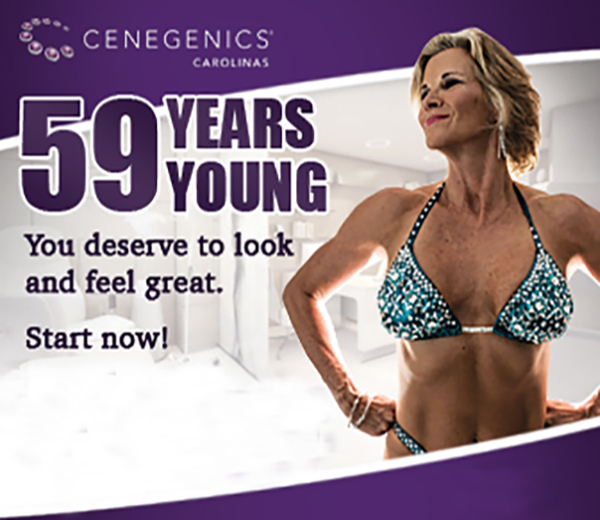 CENEGENICS®
CAROLINAS
59 YEARS
YOUNG
You deserve to look
and feel great.
Start now!